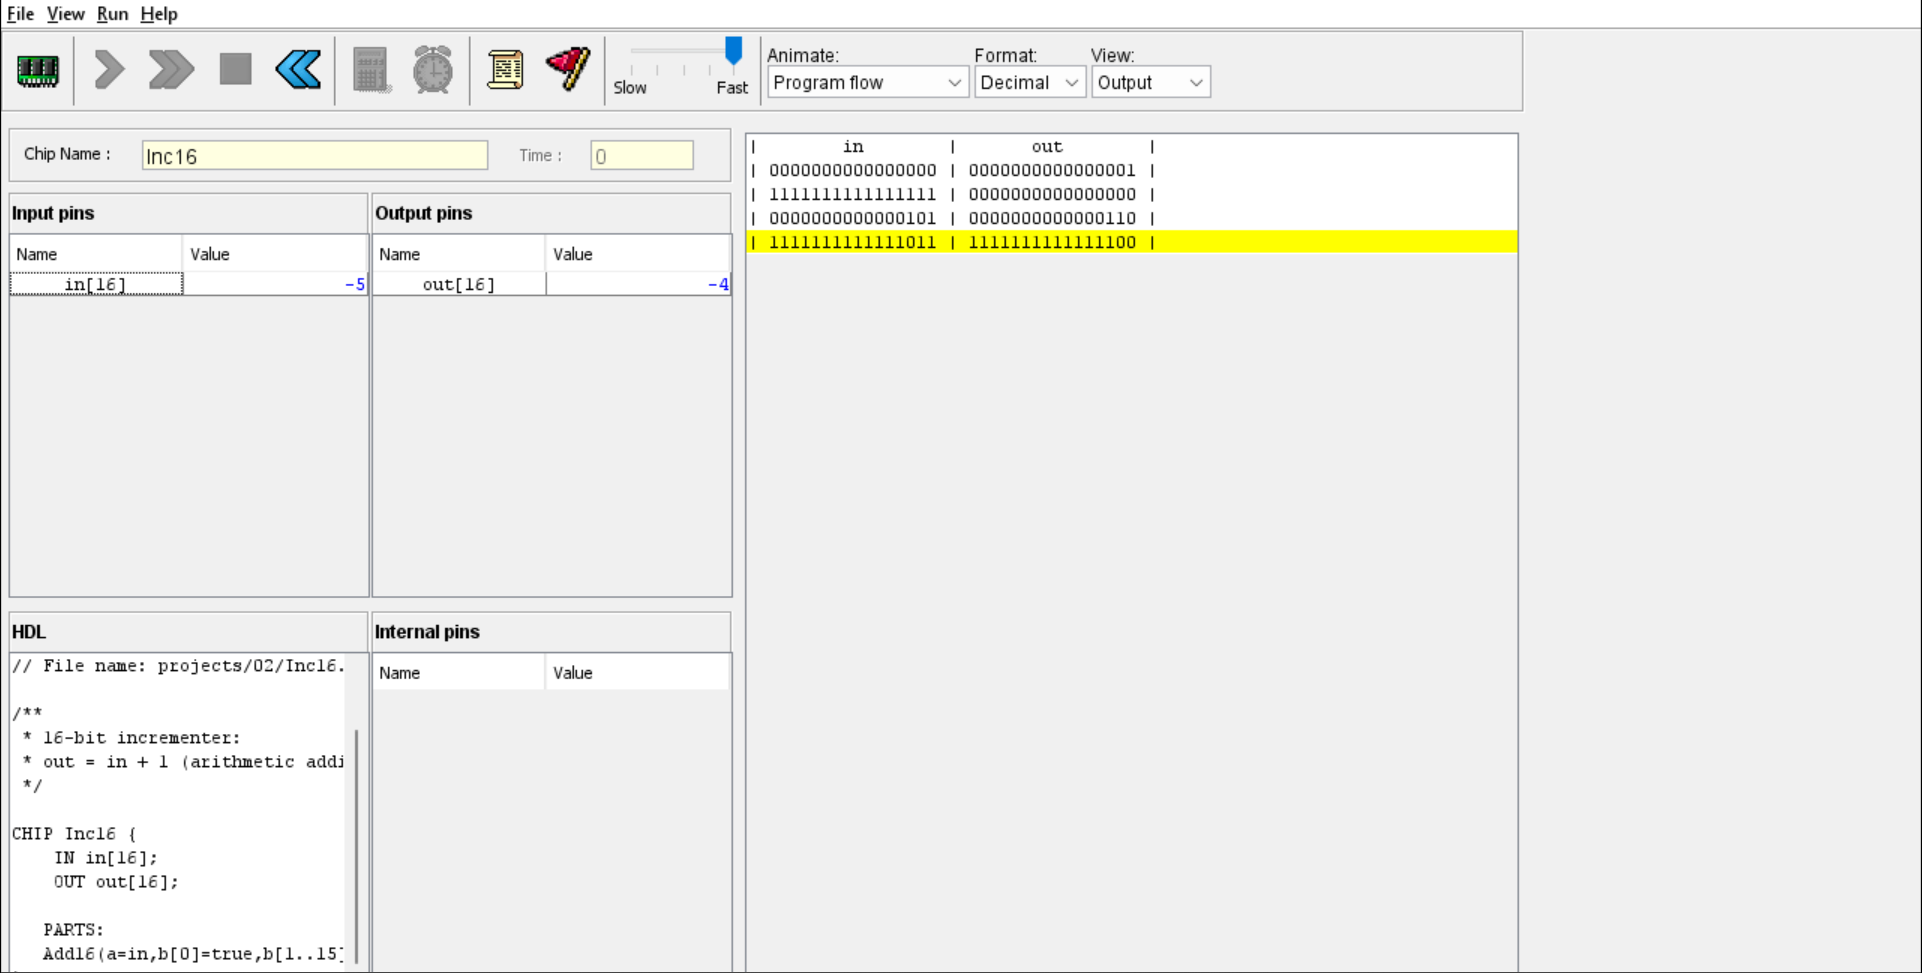 File View Run Help
Animate: Format: View:
Slow Fast Program flow Decimal Output
Chip Name : Inc16 Time : 0
Input pins Output pins
Name Value Name Value
in[16] -5 out[16] -4
HDL Internal pins
// File name: projects/02/Inc16. Name Value
/**
* 16-bit incrementer:
* out = in + 1 (arithmetic addi
*/
CHIP Inc16 {
IN in[16];
OUT out[16];
PARTS:
Add16(a=in,b[0]=true,b[1..15]
| in | out |
| 0000000000000000 | 0000000000000001 |
| 1111111111111111 | 0000000000000000 |
| 0000000000000101 | 0000000000000110 |
| 1111111111111011 | 1111111111111100 |